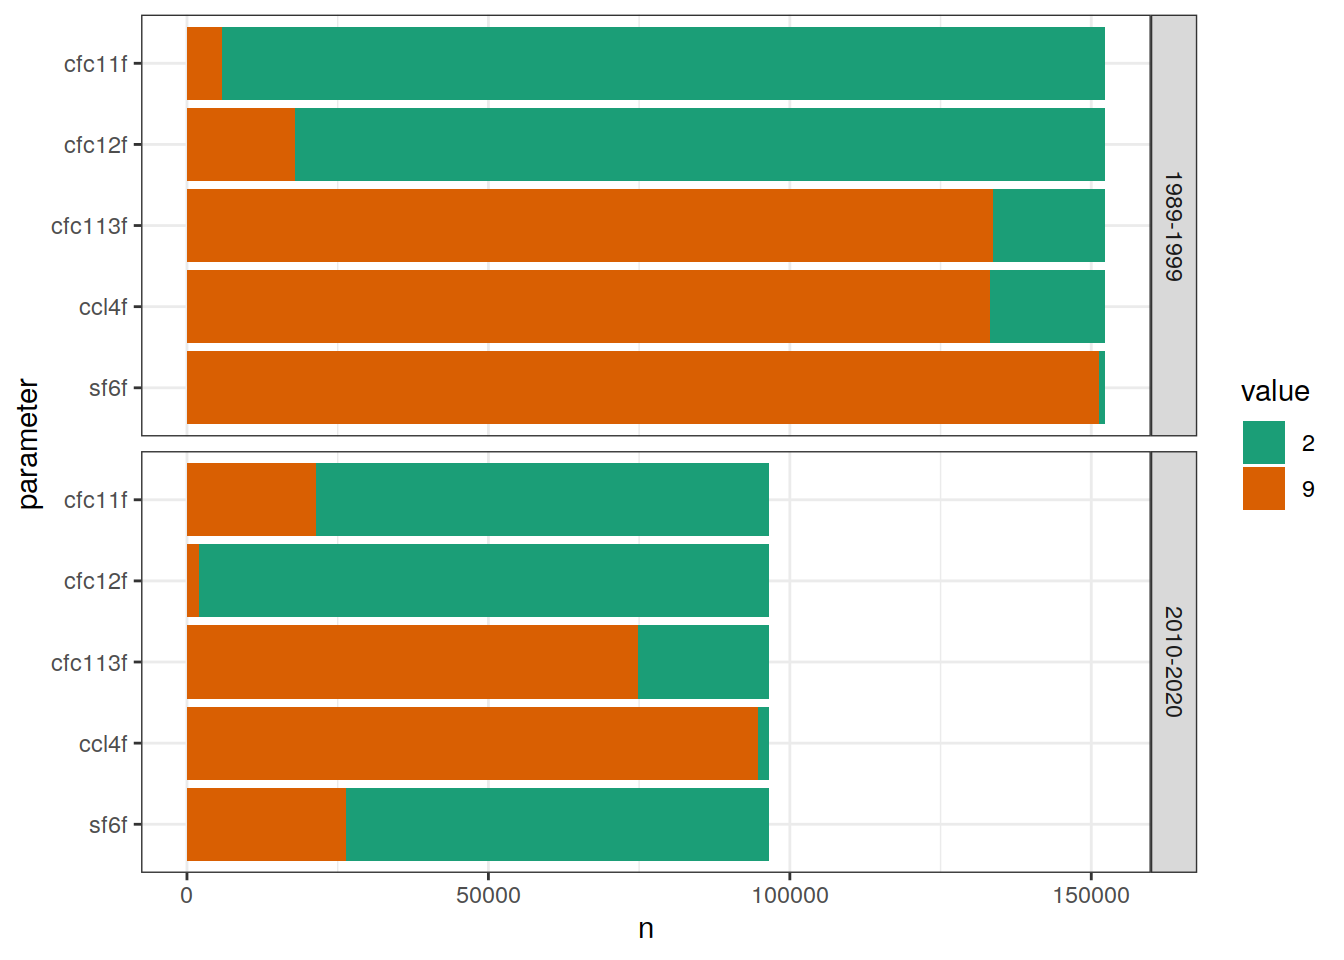 cfc11f
cfc12f
cfc113f
ccl4f
sf6f
1989-1999
cfc11f
cfc12f
cfc113f
ccl4f
sf6f
2010-2020
0
50000
100000
150000
n
parameter
value
2
9